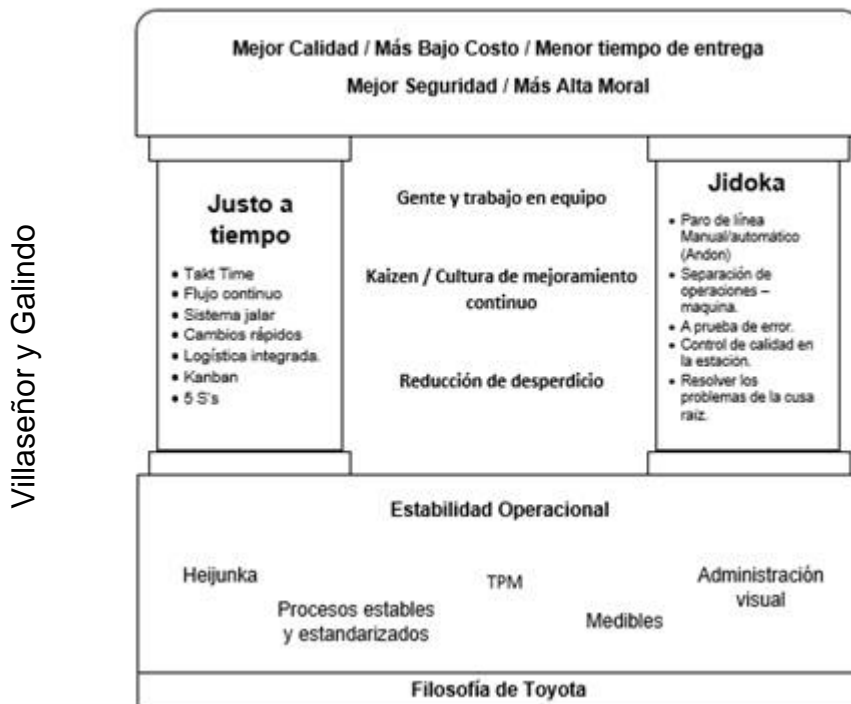 Villaseñor y Galindo
Mejor Calidad / Más Bajo Costo / Menor tiempo de entrega
Mejor Seguridad / Más Alta Moral
Justo a
tiempo
• Takt Time
• Flujo continuo
• Sistema jalar
• Cambios rápidos
• Logística integrada.
• Kanban
• 5 S's
Gente y trabajo en equipo
Kaizen / Cultura de mejoramiento
continuo
Reducción de desperdicio
Jidoka
• Paro de línea
Manual/automático
(Andon)
• Separación de
operaciones –
maquina.
• A prueba de error.
• Control de calidad en
la estación.
• Resolver los
problemas de la cusa
raíz.
Estabilidad Operacional
Heijunka
TPM
Administración
visual
Procesos estables
y estandarizados
Medibles
Filosofía de Toyota